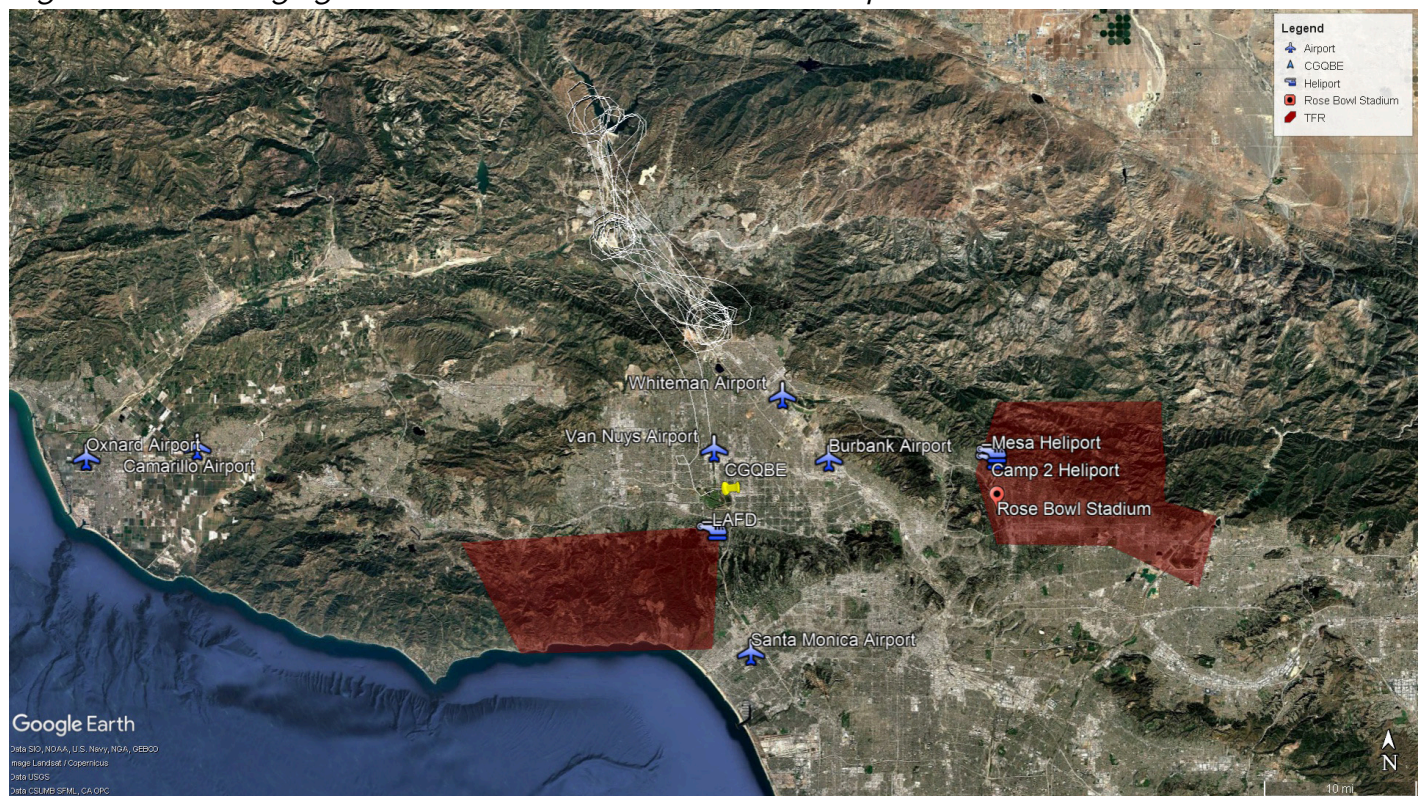 Legend
Airport
CGQBE
Heliport
Rose Bowl Stadium
TFR
Whiteman Airport
Van Nuys Airport
Burbank Airport
Oxnard Airport
Camarillo Airport
CGQBE
Mesa Heliport
Camp 2 Heliport
Rose Bowl Stadium
LAFD
Santa Monica Airport
Google Earth
Data SIO, NOAA, U.S. Navy, NGA, GEBCO
Image Landsat / Copernicus
Data USGS
Data CSUMB SFML, CA OPC
N
10 mi